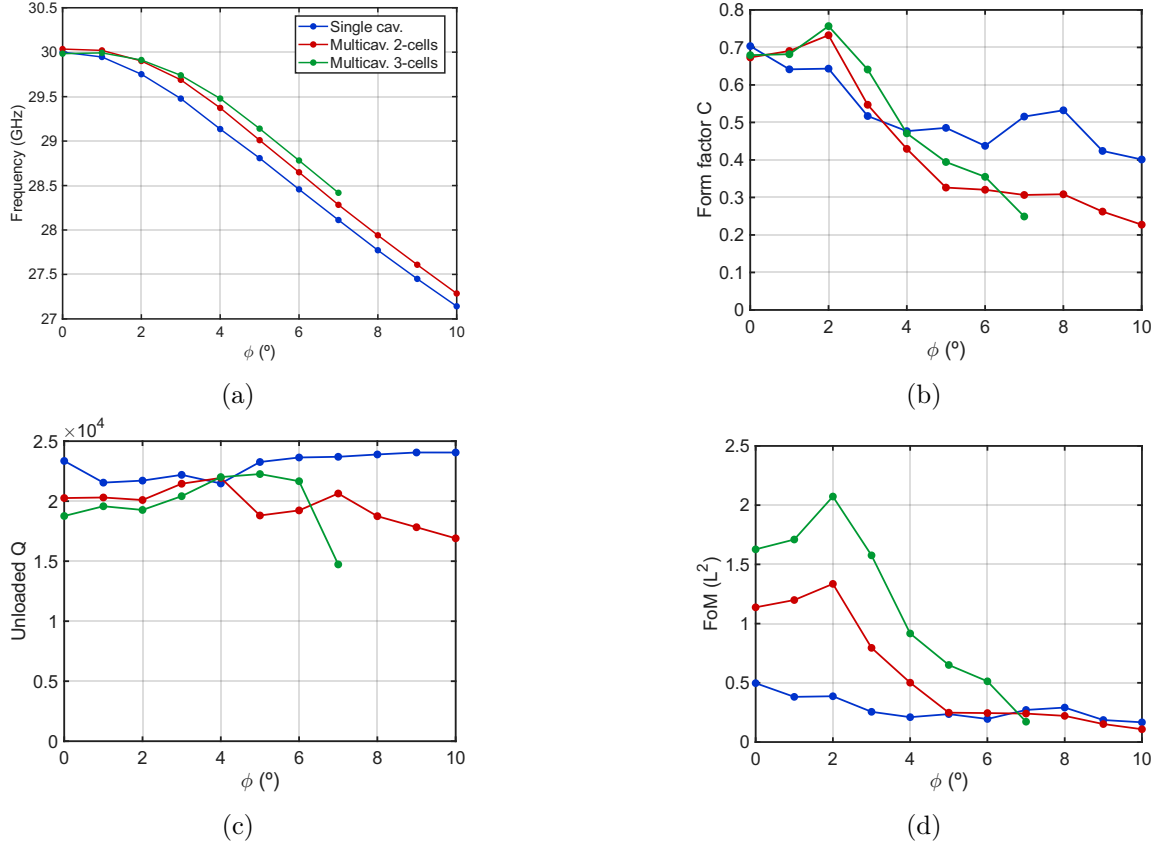 30.5
30
29.5
29
28.5
28
27.5
27
Frequency (GHz)
0 2 4 6 8 10
ϕ (º)
Single cav.
Multicav. 2-cells
Multicav. 3-cells
(a)
0.8
0.7
0.6
0.5
0.4
0.3
0.2
0.1
0
Form factor C
0 2 4 6 8 10
ϕ (º)
(b)
×10⁴
2.5
2
1.5
1
0.5
0
Unloaded Q
0 2 4 6 8 10
ϕ (º)
(c)
2.5
2
1.5
1
0.5
0
FoM (L²)
0 2 4 6 8 10
ϕ (º)
(d)